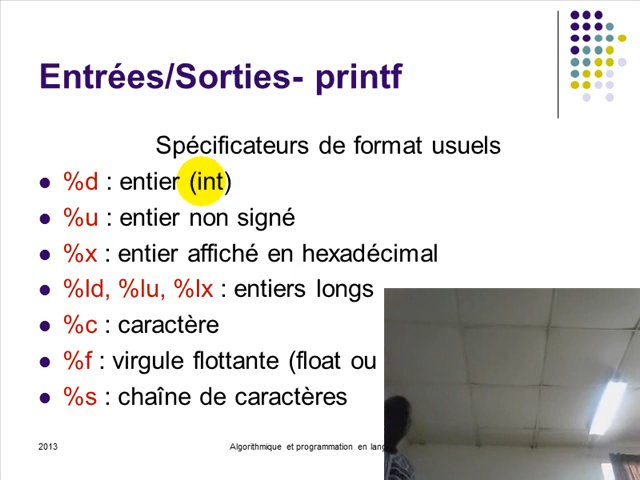 Entrées/Sorties- printf
Spécificateurs de format usuels
%d : entier (int)
%u : entier non signé
%x : entier affiché en hexadécimal
%ld, %lu, %lx : entiers longs
%c : caractère
%f : virgule flottante (float ou
%s : chaîne de caractères
2013
Algorithmique et programmation en